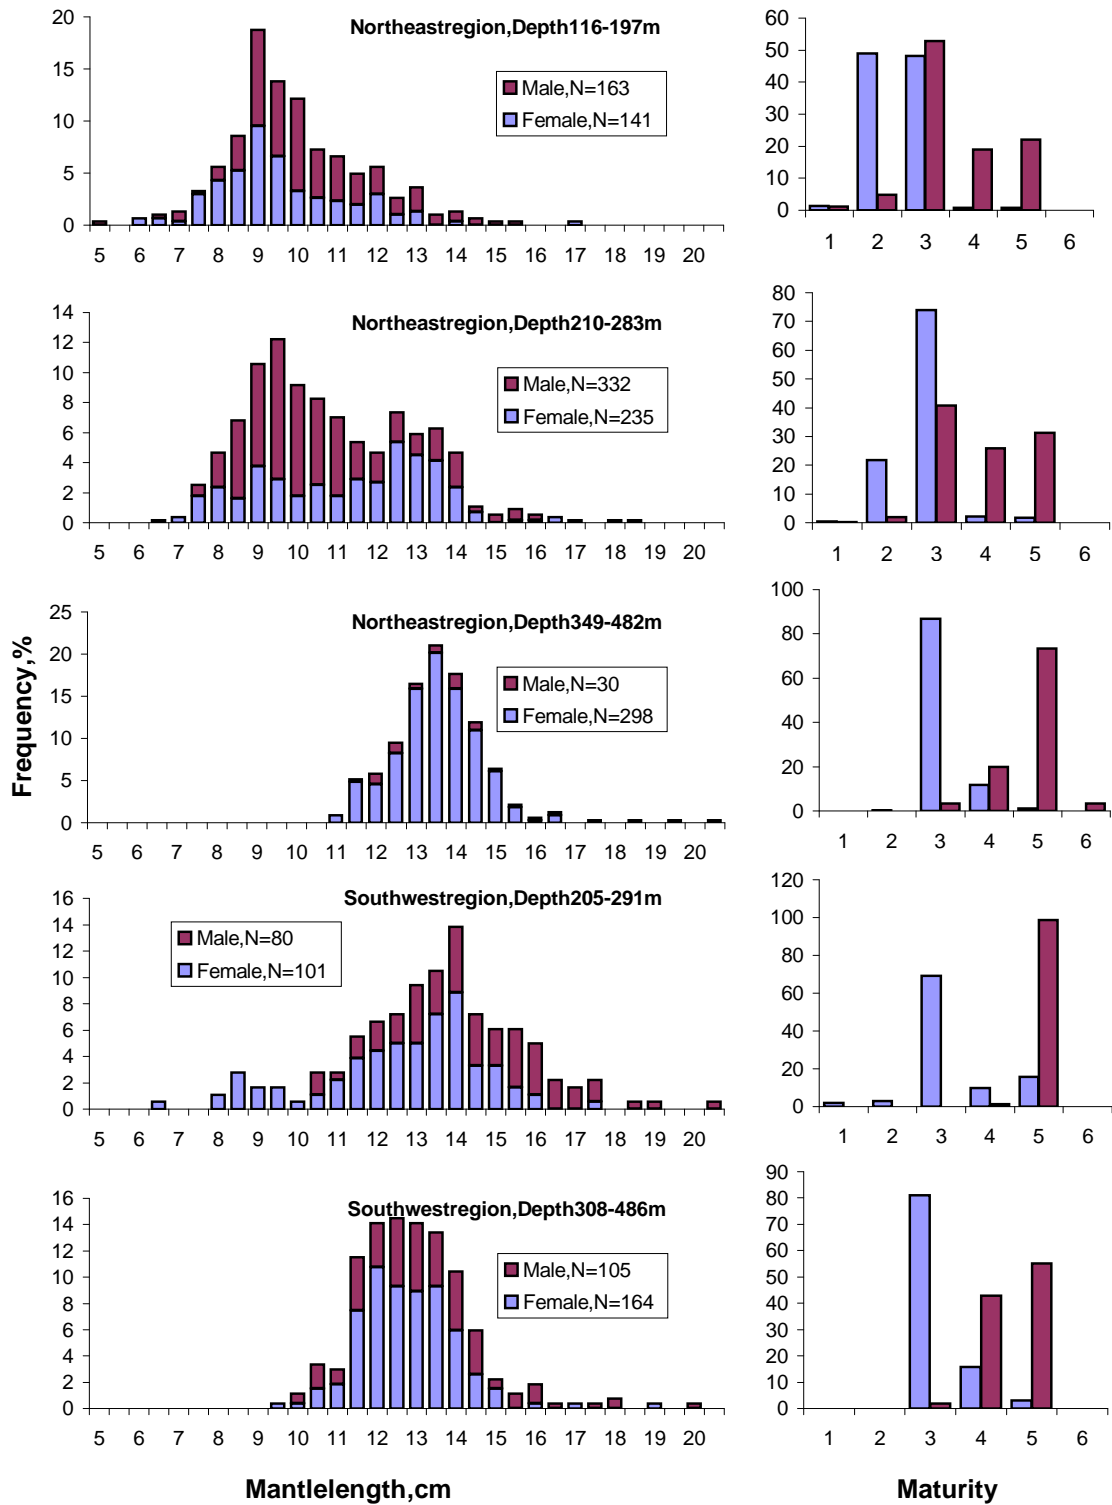 Northeastregion,Depth116-197m
Male,N=163
Female,N=141
20
15
10
5
0
5 6 7 8 9 10 11 12 13 14 15 16 17 18 19 20
60
50
40
30
20
10
0
1 2 3 4 5 6
Northeastregion,Depth210-283m
Male,N=332
Female,N=235
14
12
10
8
6
4
2
0
5 6 7 8 9 10 11 12 13 14 15 16 17 18 19 20
80
70
60
50
40
30
20
10
0
1 2 3 4 5 6
Frequency,%
Northeastregion,Depth349-482m
Male,N=30
Female,N=298
25
20
15
10
5
0
5 6 7 8 9 10 11 12 13 14 15 16 17 18 19 20
100
80
60
40
20
0
1 2 3 4 5 6
Southwestregion,Depth205-291m
Male,N=80
Female,N=101
16
14
12
10
8
6
4
2
0
5 6 7 8 9 10 11 12 13 14 15 16 17 18 19 20
120
100
80
60
40
20
0
1 2 3 4 5 6
Southwestregion,Depth308-486m
Male,N=105
Female,N=164
16
14
12
10
8
6
4
2
0
5 6 7 8 9 10 11 12 13 14 15 16 17 18 19 20
90
80
70
60
50
40
30
20
10
0
1 2 3 4 5 6
Mantlelength,cm
Maturity